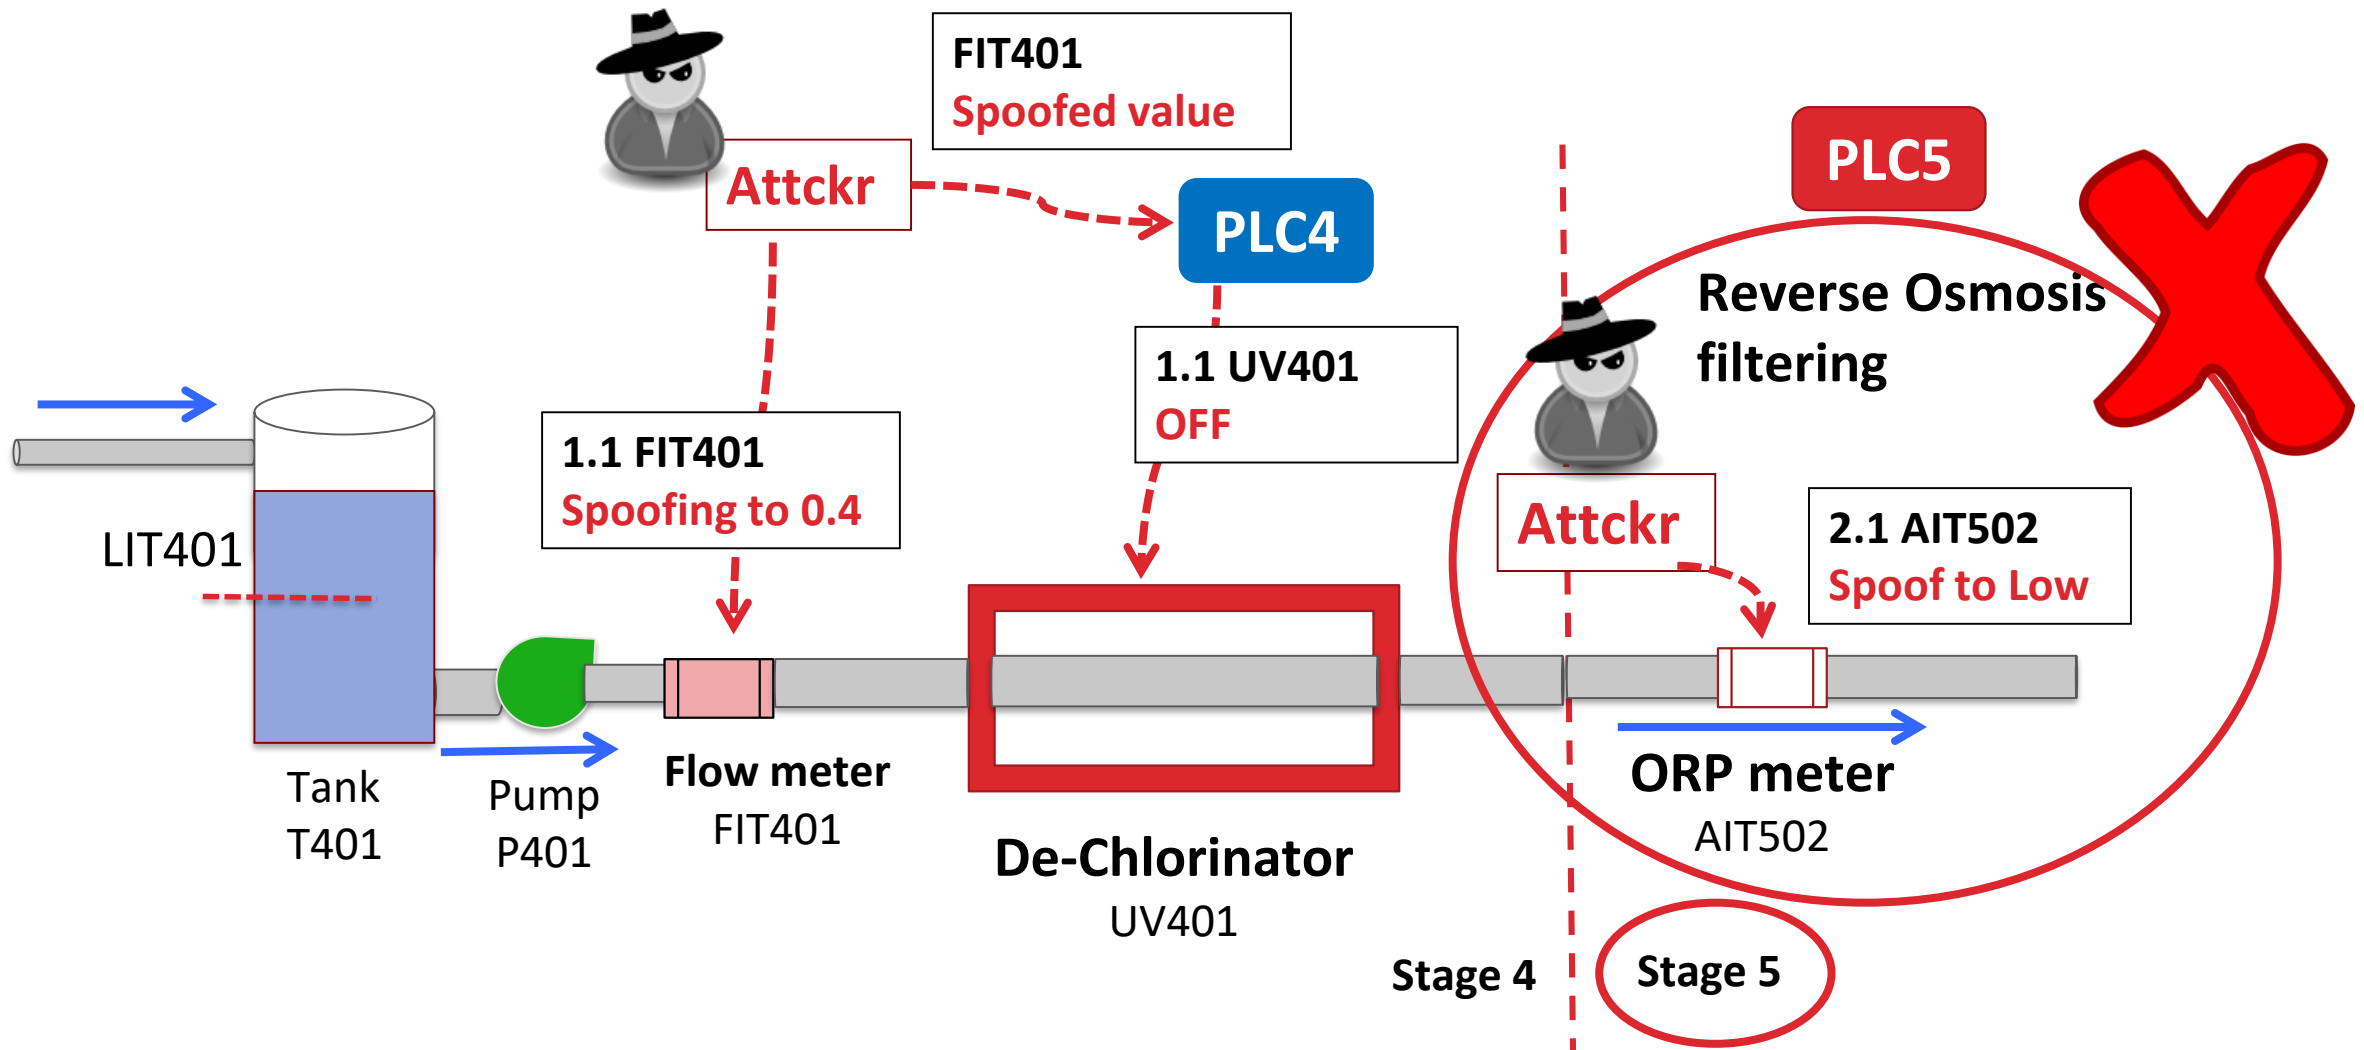 FIT401
Spoofed value
Attckr
PLC4
PLC5
Reverse Osmosis
filtering
1.1 UV401
OFF
1.1 FIT401
Spoofing to 0.4
LIT401
Attckr
2.1 AIT502
Spoof to Low
Tank
T401
Pump
P401
Flow meter
FIT401
De-Chlorinator
UV401
ORP meter
AIT502
Stage 4
Stage 5